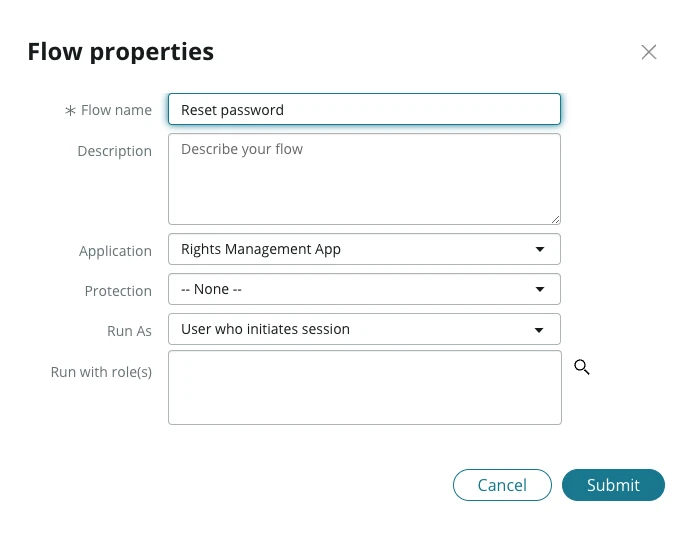 Flow properties
* Flow name
Reset password
Description
Describe your flow
Application
Rights Management App
Protection
-- None --
Run As
User who initiates session
Run with role(s)
Cancel
Submit